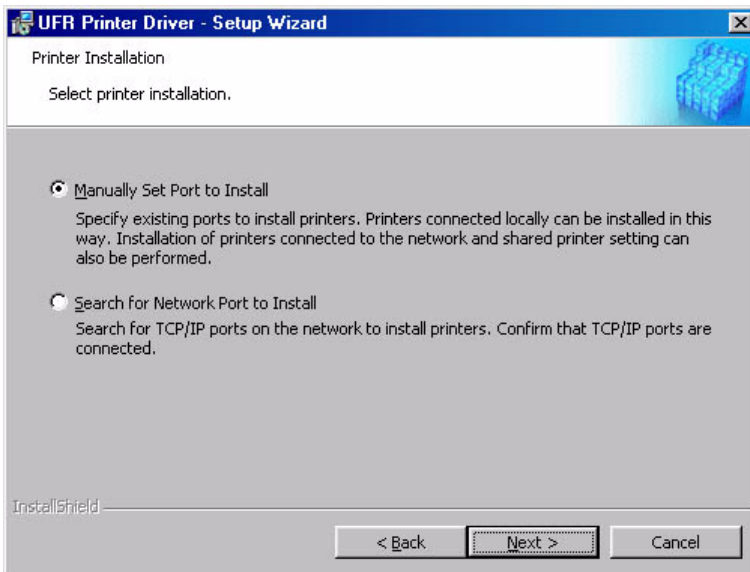 UFR Printer Driver - Setup Wizard
Printer Installation
Select printer installation.
Manually Set Port to Install
Specify existing ports to install printers. Printers connected locally can be installed in this
way. Installation of printers connected to the network and shared printer setting can
also be performed.
Search for Network Port to Install
Search for TCP/IP ports on the network to install printers. Confirm that TCP/IP ports are
connected.
InstallShield
< Back
Next >
Cancel